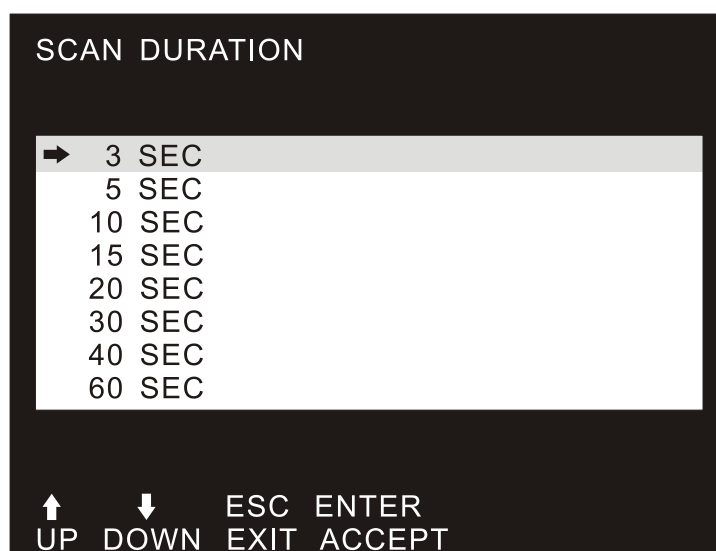 SCAN DURATION
➡ 3 SEC
5 SEC
10 SEC
15 SEC
20 SEC
30 SEC
40 SEC
60 SEC
⬆ ⬇ ESC ENTER
UP DOWN EXIT ACCEPT